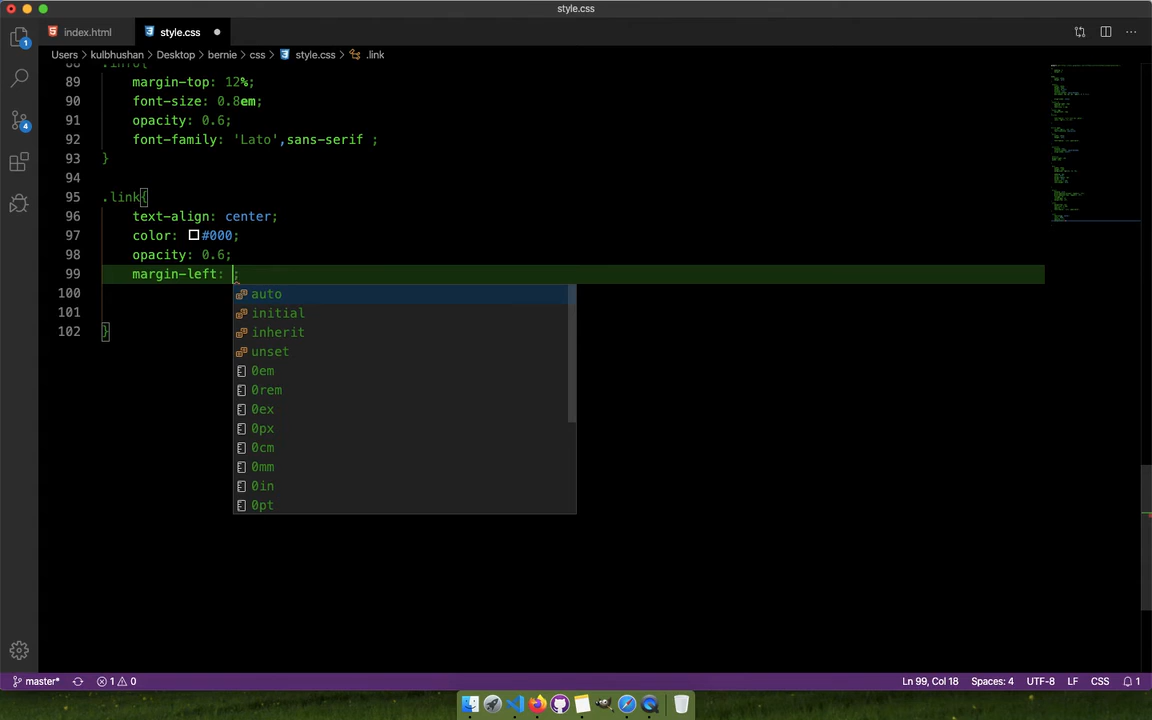 style.css
index.html
style.css
Users > kulbhushan > Desktop > bernie > css > style.css > .link
88 .info{
89 margin-top: 12%;
90 font-size: 0.8em;
91 opacity: 0.6;
92 font-family: 'Lato',sans-serif ;
93 }
94
95 .link{
96 text-align: center;
97 color: #000;
98 opacity: 0.6;
99 margin-left: ;
auto
100
initial
101
102 }
inherit
unset
0em
0rem
0ex
0px
0cm
0mm
0in
0pt
1
4
master* 1 0 Ln 99, Col 18 Spaces: 4 UTF-8 LF CSS 1